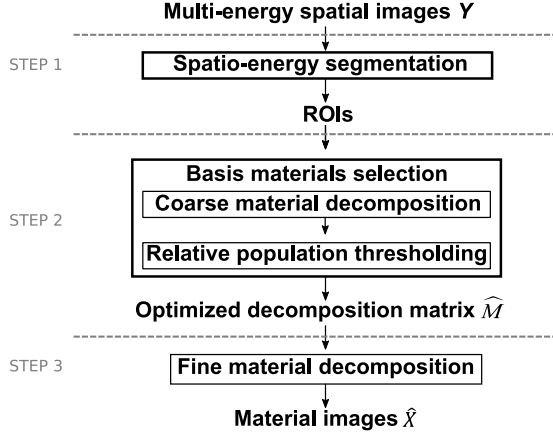 Multi-energy spatial images Y
STEP 1
Spatio-energy segmentation
ROIs
Basis materials selection
Coarse material decomposition
STEP 2
Relative population thresholding
Optimized decomposition matrix M̂
STEP 3
Fine material decomposition
Material images X̂